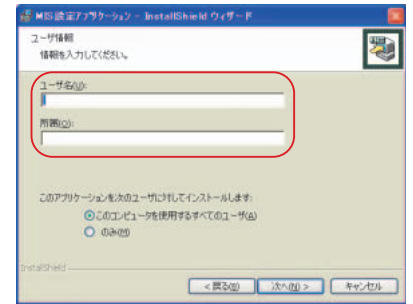 MIS 設定アプリケーション - InstallShield ウィザード
ユーザ情報
情報を入力してください。
ユーザ名(U):
所属(O):
このアプリケーションを次のユーザに対してインストールします:
このコンピュータを使用するすべてのユーザ(A)
のみ(M)
InstallShield
< 戻る(B)
次へ(N) >
キャンセル